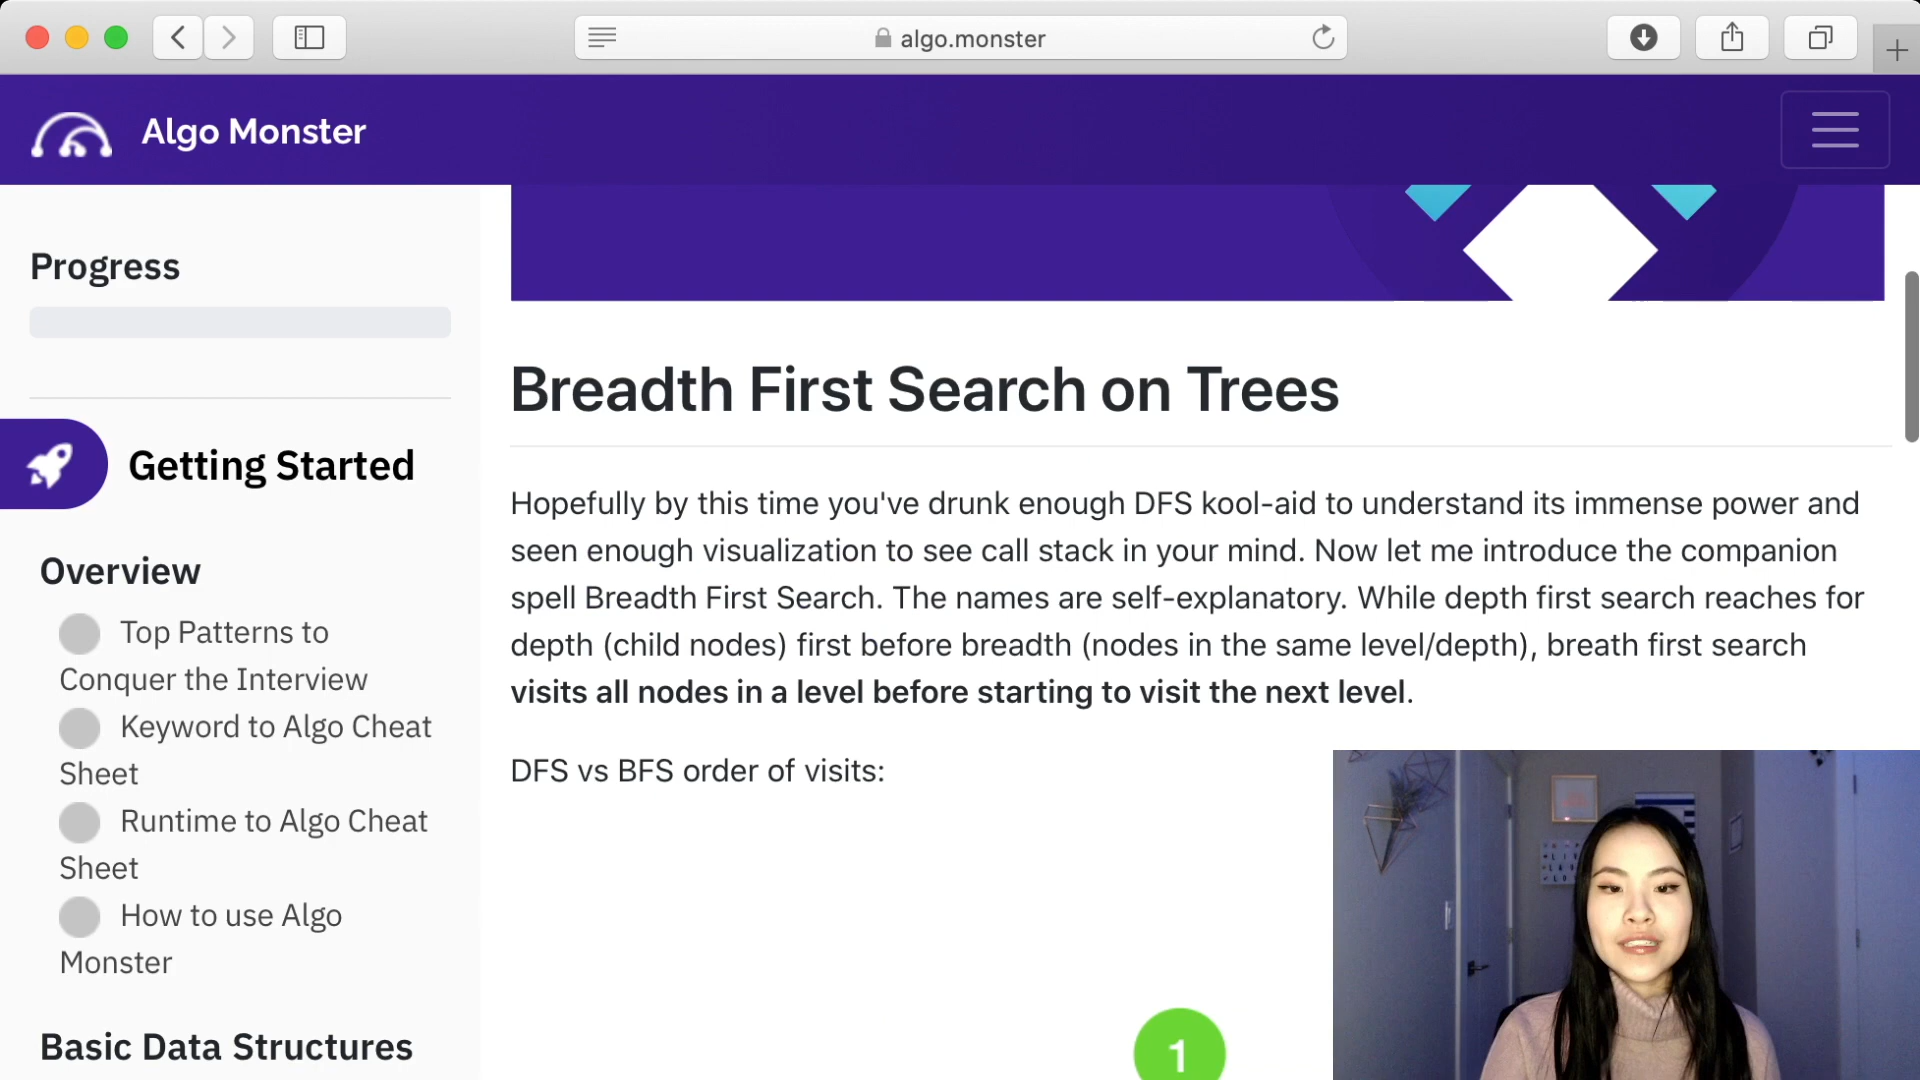 algo.monster
Algo Monster
Progress
Getting Started
Overview
Top Patterns to
Conquer the Interview
Keyword to Algo Cheat
Sheet
Runtime to Algo Cheat
Sheet
How to use Algo
Monster
Basic Data Structures
Breadth First Search on Trees
Hopefully by this time you've drunk enough DFS kool-aid to understand its immense power and
seen enough visualization to see call stack in your mind. Now let me introduce the companion
spell Breadth First Search. The names are self-explanatory. While depth first search reaches for
depth (child nodes) first before breadth (nodes in the same level/depth), breath first search
visits all nodes in a level before starting to visit the next level.
DFS vs BFS order of visits:
1